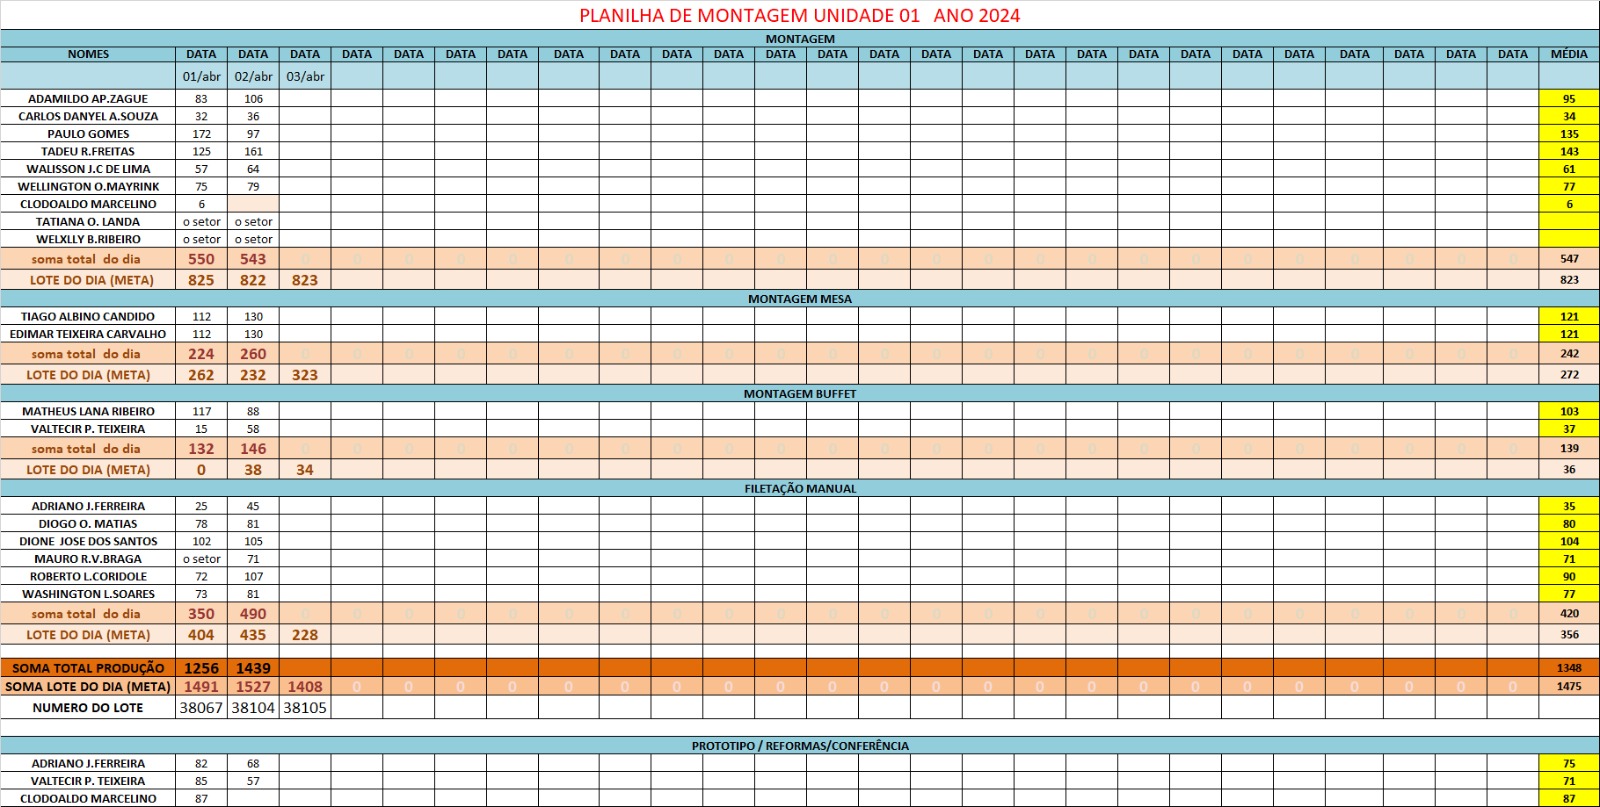 PLANILHA DE MONTAGEM UNIDADE 01 ANO 2024
MONTAGEM
NOMES DATA DATA DATA DATA DATA DATA DATA DATA DATA DATA DATA DATA DATA DATA DATA DATA DATA DATA DATA DATA DATA DATA DATA DATA DATA MÉDIA
01/abr 02/abr 03/abr
ADAMILDO AP.ZAGUE 83 106 95
CARLOS DANYEL A.SOUZA 32 36 34
PAULO GOMES 172 97 135
TADEU R.FREITAS 125 161 143
WALISSON J.C DE LIMA 57 64 61
WELLINGTON O.MAYRINK 75 79 77
CLODOALDO MARCELINO 6 6
TATIANA O. LANDA o setor o setor
WELXLLY B.RIBEIRO o setor o setor
soma total do dia 550 543 0 0 0 0 0 0 0 0 0 0 0 0 0 0 0 0 0 0 0 0 0 0 0 547
LOTE DO DIA (META) 825 822 823 823
MONTAGEM MESA
TIAGO ALBINO CANDIDO 112 130 121
EDIMAR TEIXEIRA CARVALHO 112 130 121
soma total do dia 224 260 0 0 0 0 0 0 0 0 0 0 0 0 0 0 0 0 0 0 0 0 0 0 0 242
LOTE DO DIA (META) 262 232 323 272
MONTAGEM BUFFET
MATHEUS LANA RIBEIRO 117 88 103
VALTECIR P. TEIXEIRA 15 58 37
soma total do dia 132 146 0 0 0 0 0 0 0 0 0 0 0 0 0 0 0 0 0 0 0 0 0 0 0 139
LOTE DO DIA (META) 0 38 34 36
FILETAÇÃO MANUAL
ADRIANO J.FERREIRA 25 45 35
DIOGO O. MATIAS 78 81 80
DIONE JOSE DOS SANTOS 102 105 104
MAURO R.V.BRAGA o setor 71 71
ROBERTO L.CORIDOLE 72 107 90
WASHINGTON L.SOARES 73 81 77
soma total do dia 350 490 0 0 0 0 0 0 0 0 0 0 0 0 0 0 0 0 0 0 0 0 0 0 0 420
LOTE DO DIA (META) 404 435 228 356
SOMA TOTAL PRODUÇÃO 1256 1439 1348
SOMA LOTE DO DIA (META) 1491 1527 1408 0 0 0 0 0 0 0 0 0 0 0 0 0 0 0 0 0 0 0 0 0 0 1475
NUMERO DO LOTE 38067 38104 38105
PROTOTIPO / REFORMAS/CONFERÊNCIA
ADRIANO J.FERREIRA 82 68 75
VALTECIR P. TEIXEIRA 85 57 71
CLODOALDO MARCELINO 87 87